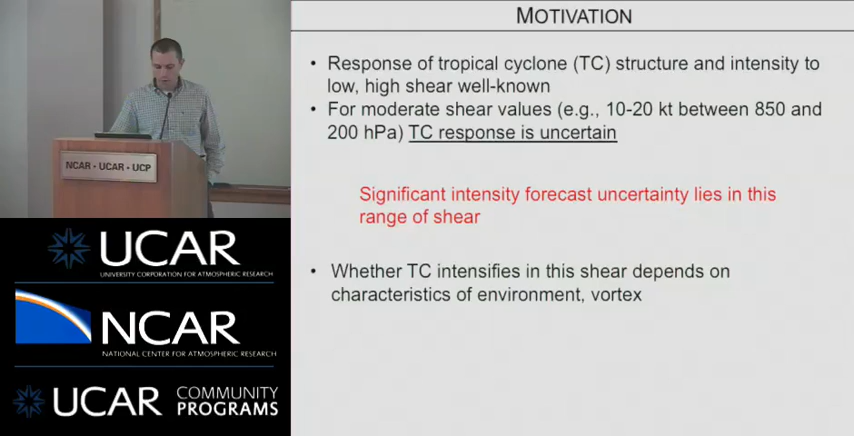 MOTIVATION
• Response of tropical cyclone (TC) structure and intensity to
low, high shear well-known
• For moderate shear values (e.g., 10-20 kt between 850 and
200 hPa) TC response is uncertain
Significant intensity forecast uncertainty lies in this
range of shear
• Whether TC intensifies in this shear depends on
characteristics of environment, vortex
NCAR • UCAR • UCP
UCAR
UNIVERSITY CORPORATION FOR ATMOSPHERIC RESEARCH
NCAR
NATIONAL CENTER FOR ATMOSPHERIC RESEARCH
UCAR COMMUNITY
PROGRAMS